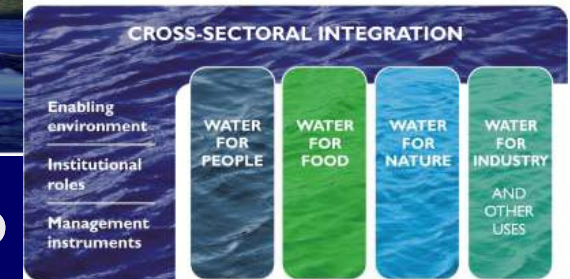 CROSS-SECTORAL INTEGRATION
Enabling
environment
Institutional
roles
Management
instruments
WATER
FOR
PEOPLE
WATER
FOR
FOOD
WATER
FOR
NATURE
WATER
FOR
INDUSTRY
AND
OTHER
USES